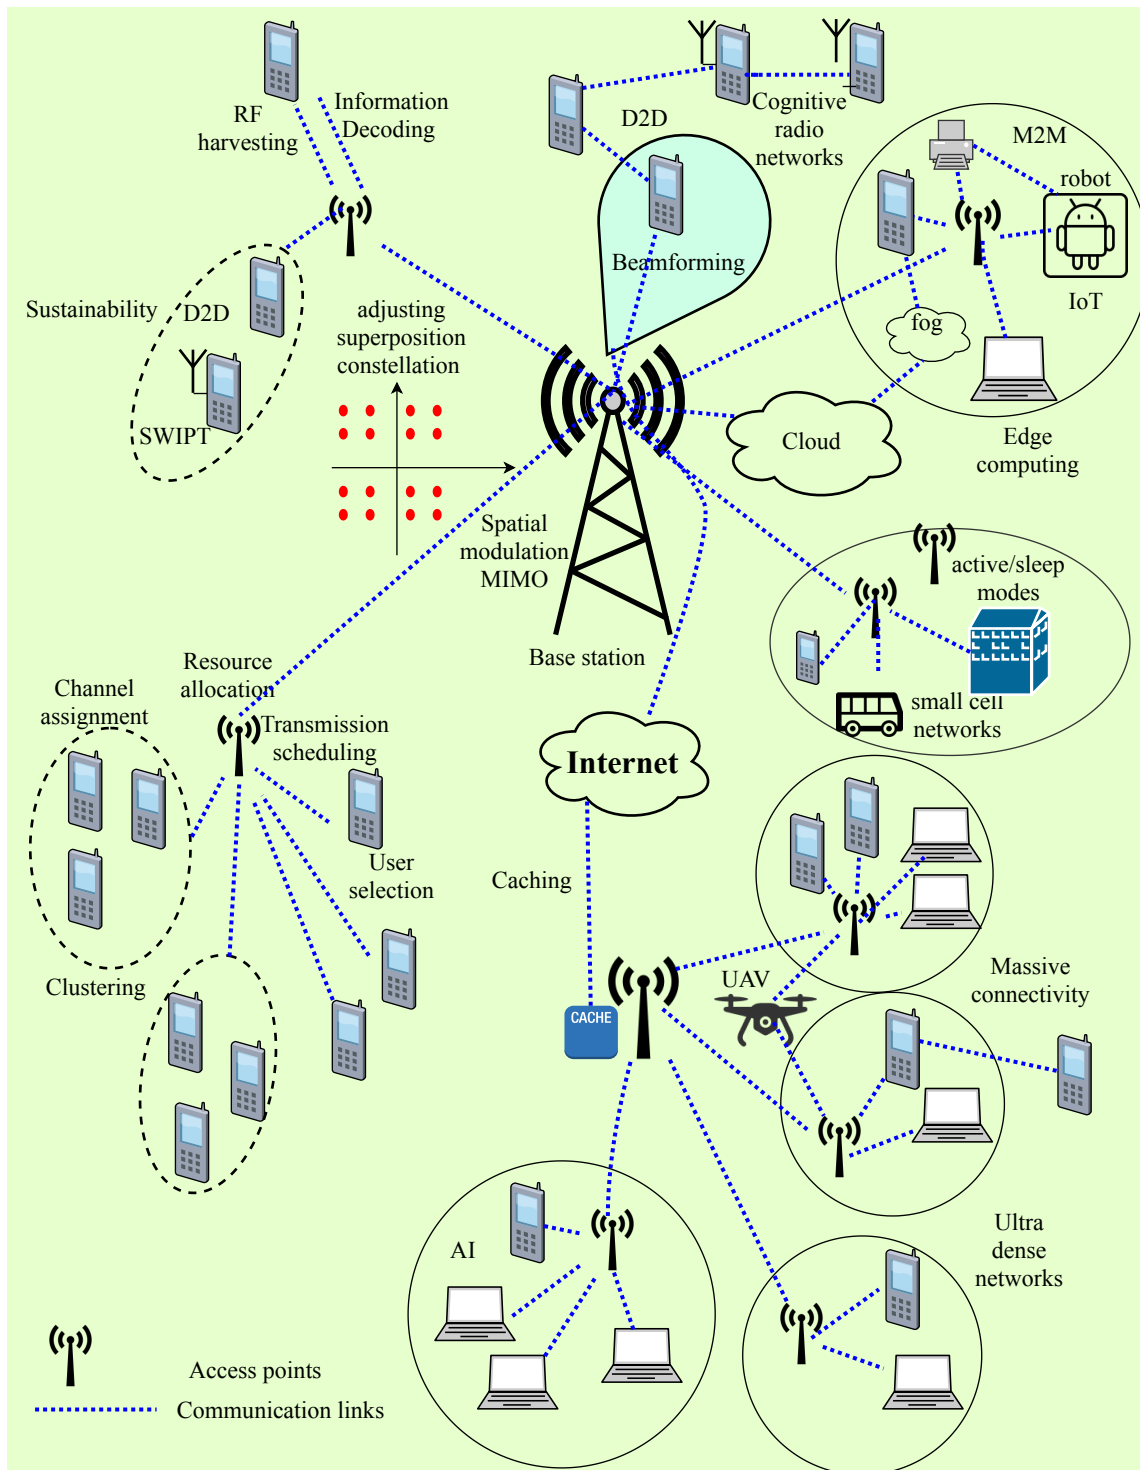 RF
harvesting
Information
Decoding
D2D
Cognitive
radio
networks
M2M
robot
IoT
fog
Edge
computing
Beamforming
Sustainability
D2D
SWIPT
adjusting
superposition
constellation
Cloud
Spatial
modulation
MIMO
Base station
active/sleep
modes
small cell
networks
Resource
allocation
Channel
assignment
Transmission
scheduling
User
selection
Clustering
Internet
Caching
CACHE
UAV
Massive
connectivity
AI
Ultra
dense
networks
Access points
Communication links